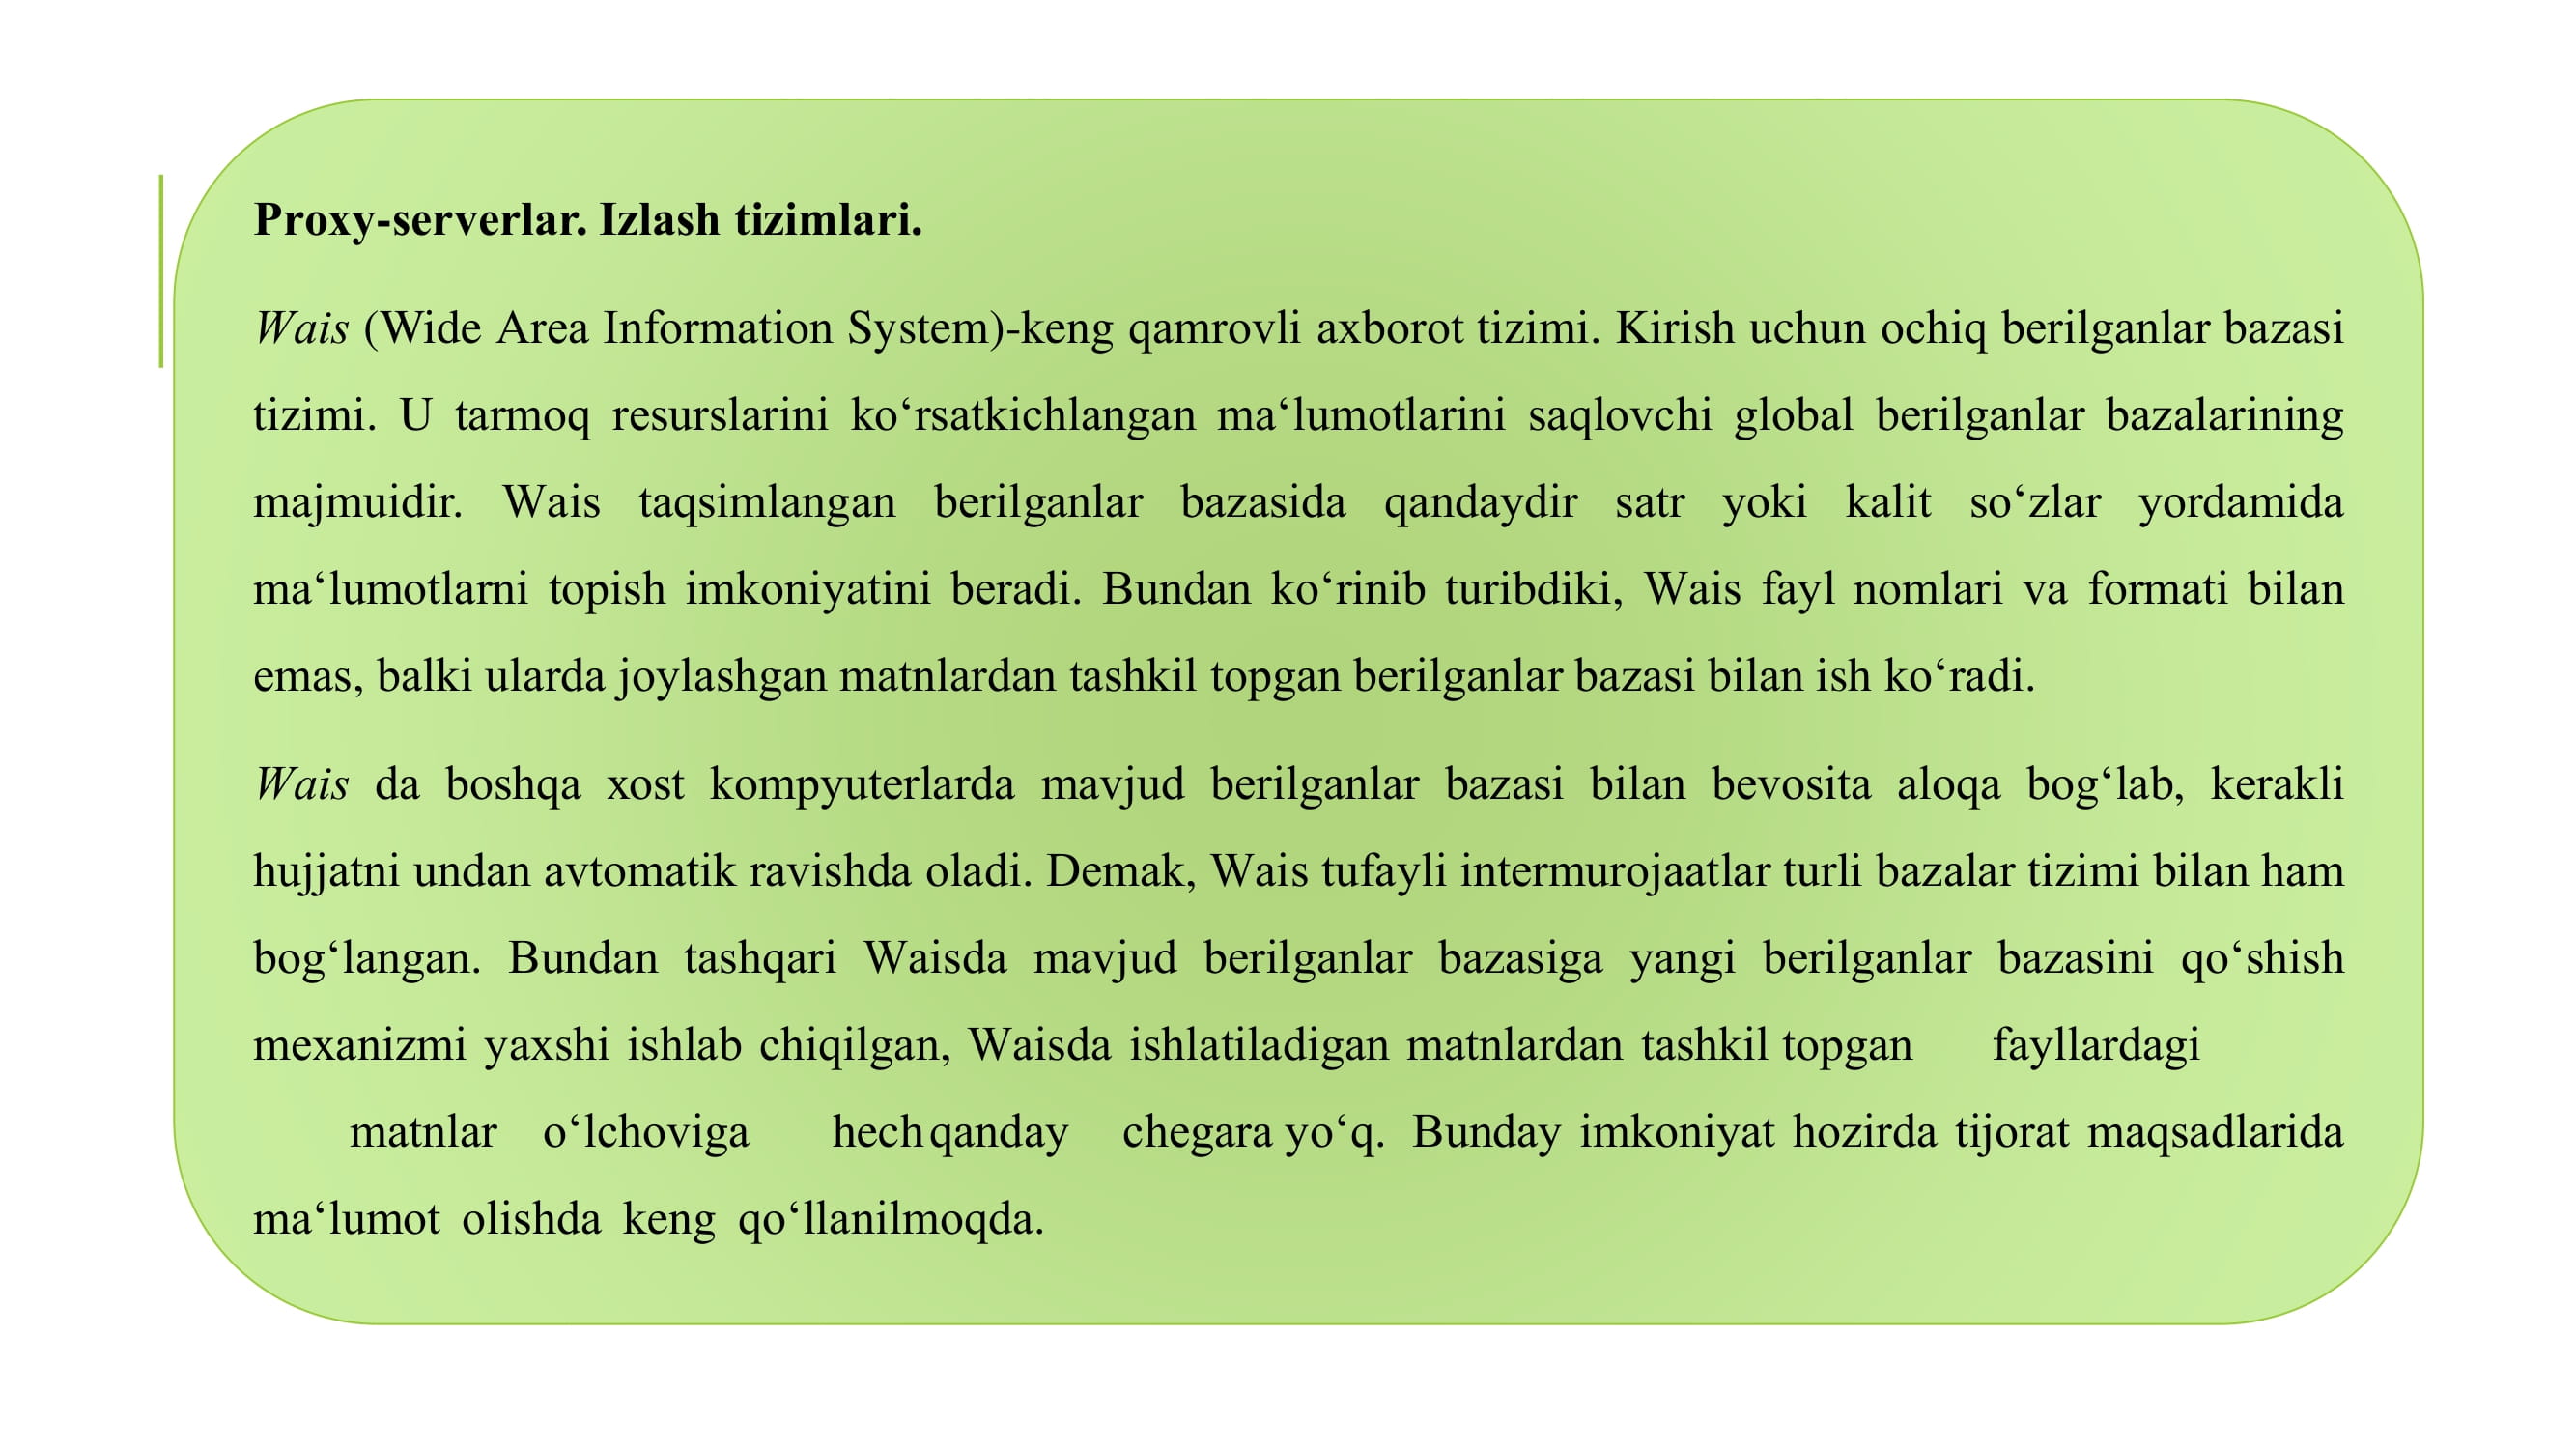 Proxy-serverlar. Izlash tizimlari.
Wais (Wide Area Information System)-keng qamrovli axborot tizimi. Kirish uchun ochiq berilganlar bazasi
tizimi. U tarmoq resurslarini ko‘rsatkichlangan ma‘lumotlarini saqlovchi global berilganlar bazalarining
majmuidir. Wais taqsimlangan berilganlar bazasida qandaydir satr yoki kalit so‘zlar yordamida
ma‘lumotlarni topish imkoniyatini beradi. Bundan ko‘rinib turibdiki, Wais fayl nomlari va formati bilan
emas, balki ularda joylashgan matnlardan tashkil topgan berilganlar bazasi bilan ish ko‘radi.
Wais da boshqa xost kompyuterlarda mavjud berilganlar bazasi bilan bevosita aloqa bog‘lab, kerakli
hujjatni undan avtomatik ravishda oladi. Demak, Wais tufayli intermurojaatlar turli bazalar tizimi bilan ham
bog‘langan. Bundan tashqari Waisda mavjud berilganlar bazasiga yangi berilganlar bazasini qo‘shish
mexanizmi yaxshi ishlab chiqilgan, Waisda ishlatiladigan matnlardan tashkil topgan fayllardagi
matnlar o‘lchoviga hech qanday chegara yo‘q. Bunday imkoniyat hozirda tijorat maqsadlarida
ma‘lumot olishda keng qo‘llanilmoqda.